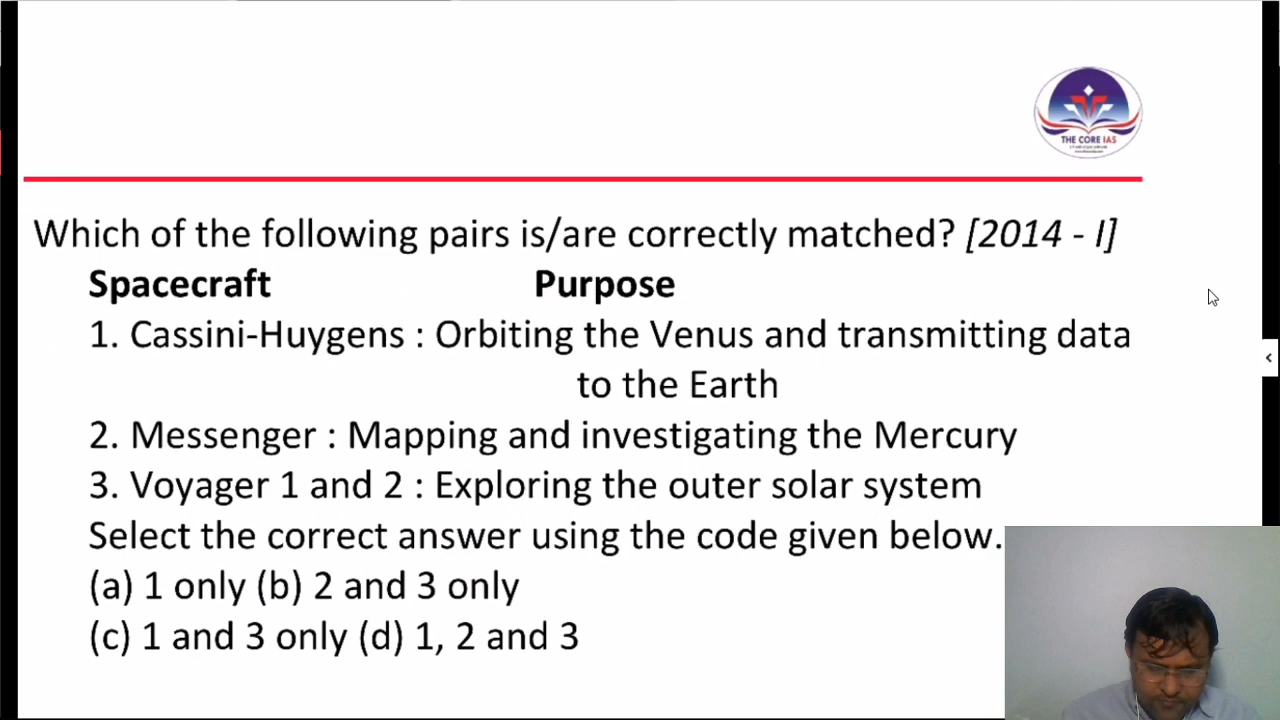 THE CORE IAS
Which of the following pairs is/are correctly matched? [2014 - I]
Spacecraft Purpose
1. Cassini-Huygens : Orbiting the Venus and transmitting data
to the Earth
2. Messenger : Mapping and investigating the Mercury
3. Voyager 1 and 2 : Exploring the outer solar system
Select the correct answer using the code given below.
(a) 1 only (b) 2 and 3 only
(c) 1 and 3 only (d) 1, 2 and 3